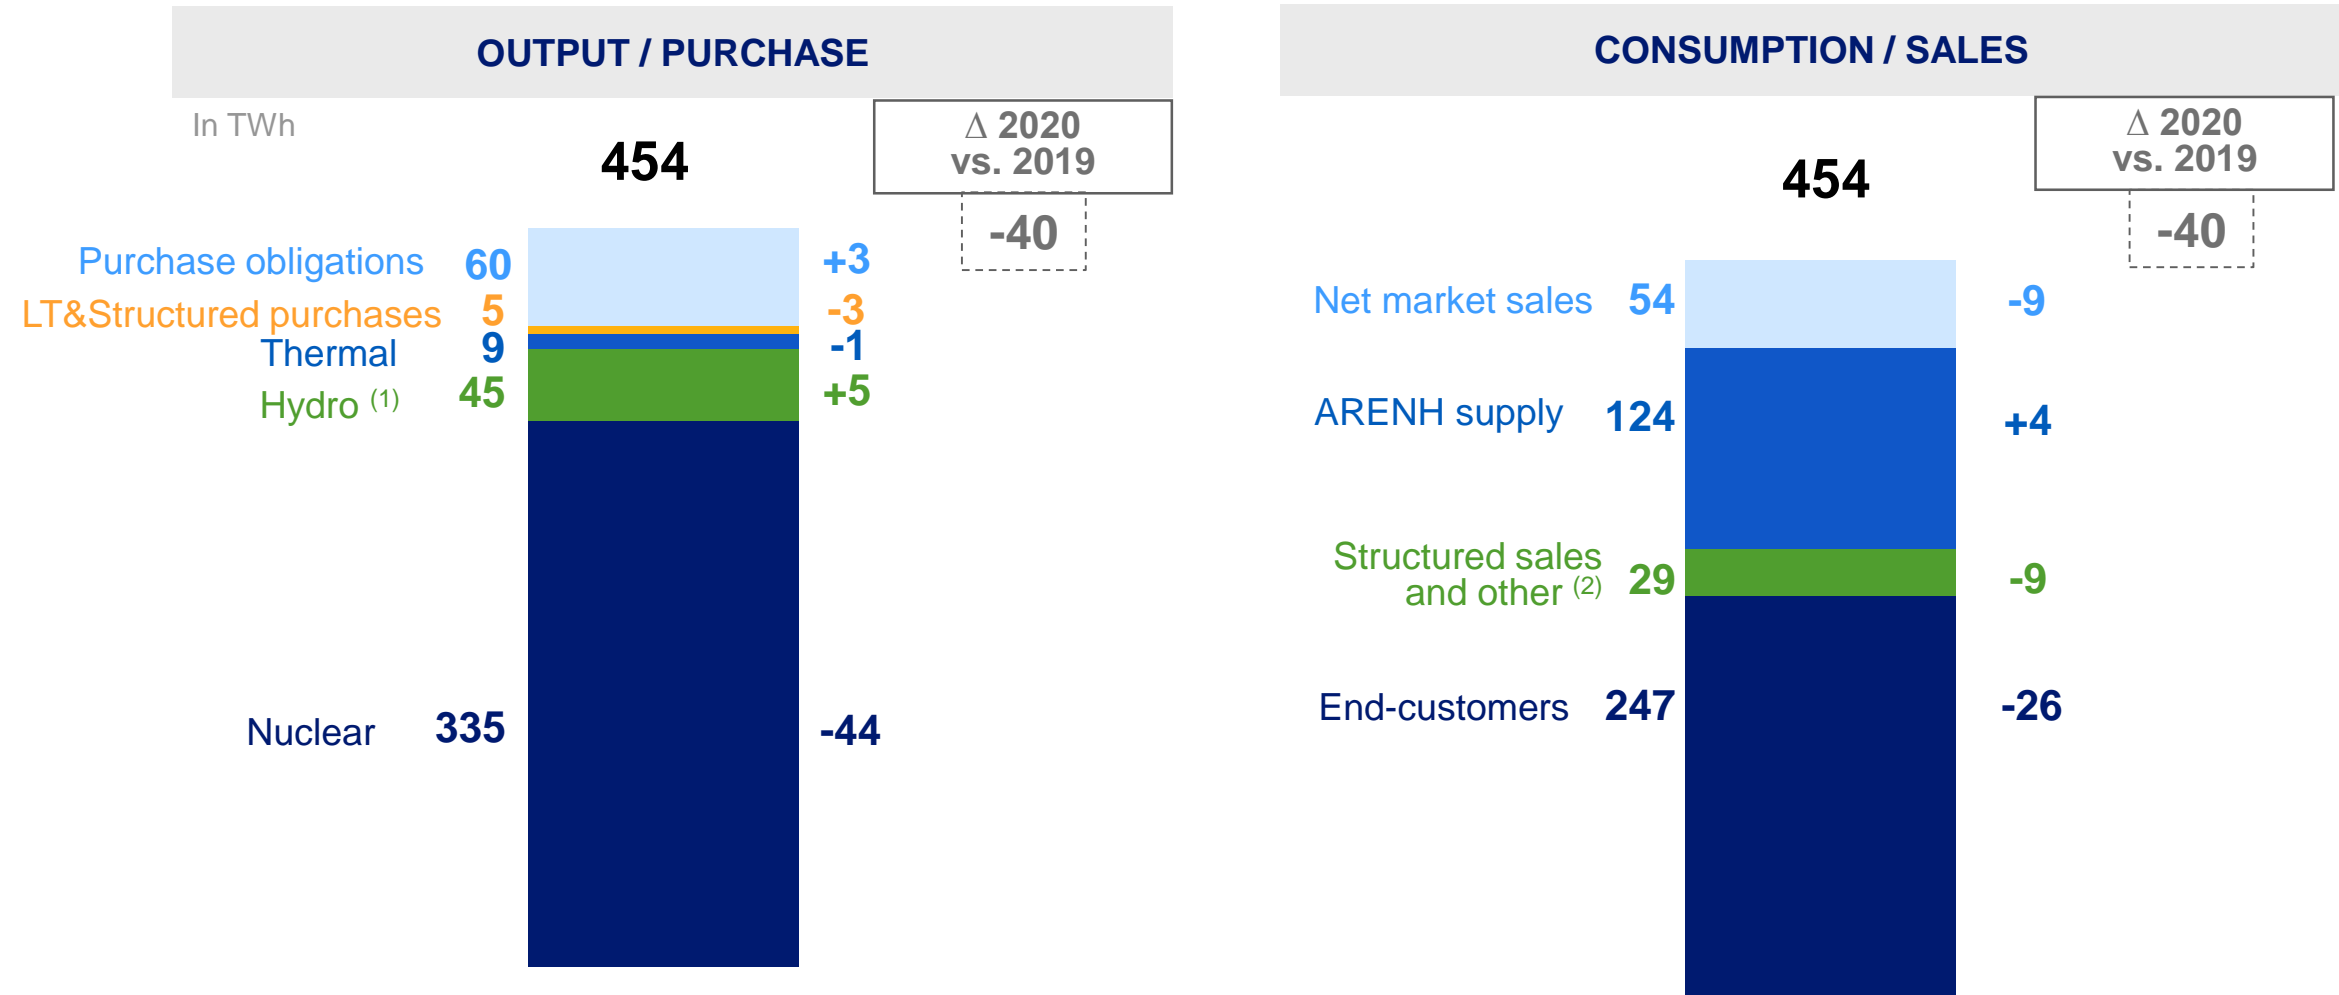 OUTPUT / PURCHASE
In TWh
454
Δ 2020
vs. 2019
-40
Purchase obligations 60 +3
LT&Structured purchases 5 -3
Thermal 9 -1
Hydro (1) 45 +5
Nuclear 335 -44
CONSUMPTION / SALES
454
Δ 2020
vs. 2019
-40
Net market sales 54 -9
ARENH supply 124 +4
Structured sales
and other (2) 29 -9
End-customers 247 -26